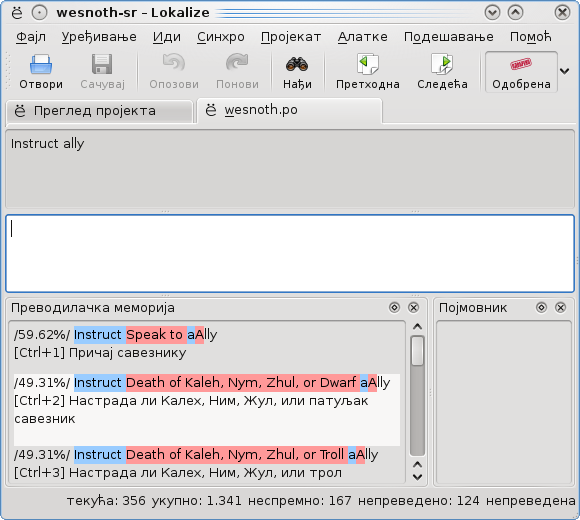 wesnoth-sr – Lokalize
Фајл Уређивање Иди Синхро Пројекат Алатке Подешавање Помоћ
Отвори Сачувај Опозови Понови Нађи Претходна Следећа Одобрена
Преглед пројекта wesnoth.po
Instruct ally
Преводилачка меморија Појмовник
/59.62%/ Instruct Speak to aAlly
[Ctrl+1] Причај савезнику
/49.31%/ Instruct Death of Kaleh, Nym, Zhul, or Dwarf aAlly
[Ctrl+2] Настрада ли Калех, Ним, Жул, или патуљак
савезник
/49.31%/ Instruct Death of Kaleh, Nym, Zhul, or Troll aAlly
[Ctrl+3] Настрада ли Калех, Ним, Жул, или трол
текућа: 356 укупно: 1.341 неспремно: 167 непреведено: 124 непреведена